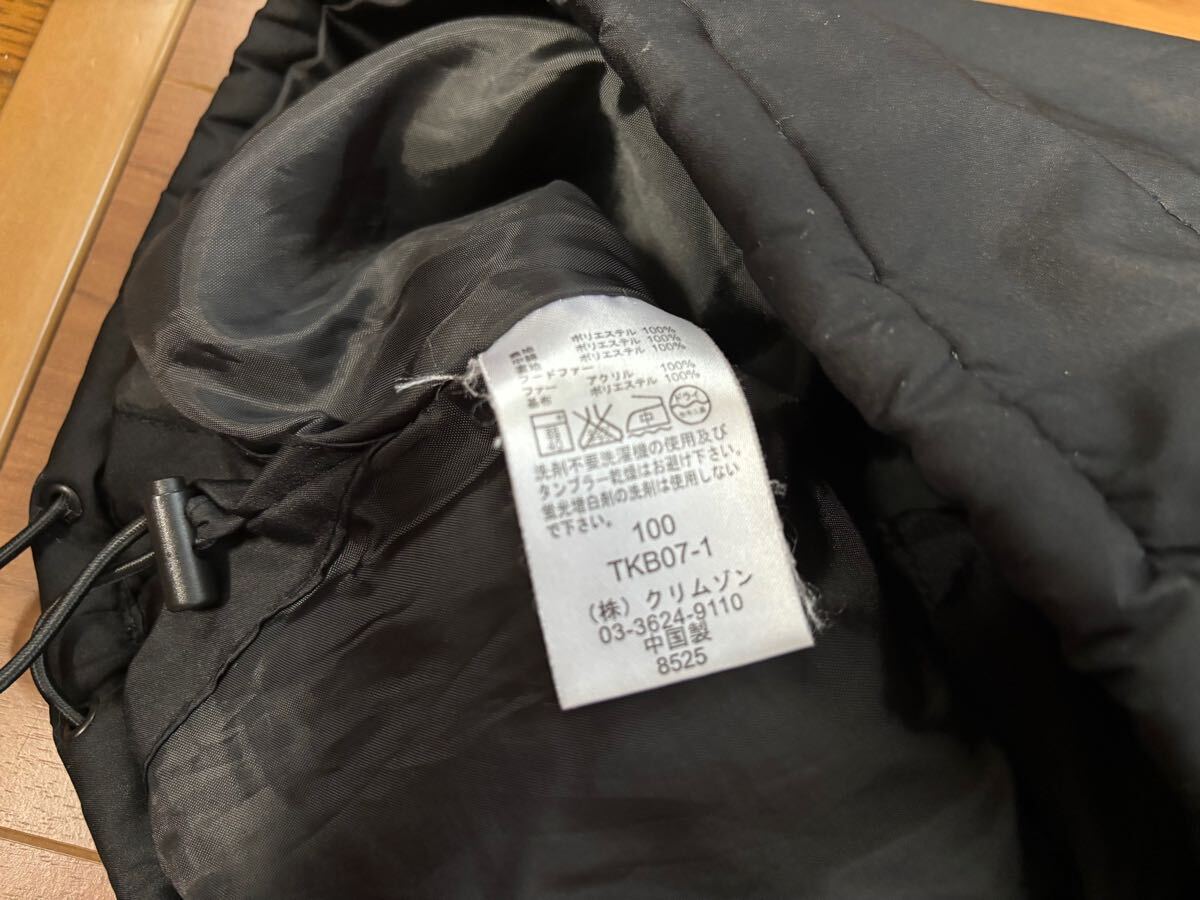 表地 ポリエステル 100%
中綿 ポリエステル 100%
裏地 ポリエステル 100%
フードファー
ファー アクリル 100%
基布 ポリエステル 100%
中
ドライ
洗剤不要洗濯機の使用及び
タンブラー乾燥はお避け下さい。
蛍光増白剤の洗剤は使用しない
で下さい。
100
TKB07-1
(株) クリムゾン
03-3624-9110
中国製
8525